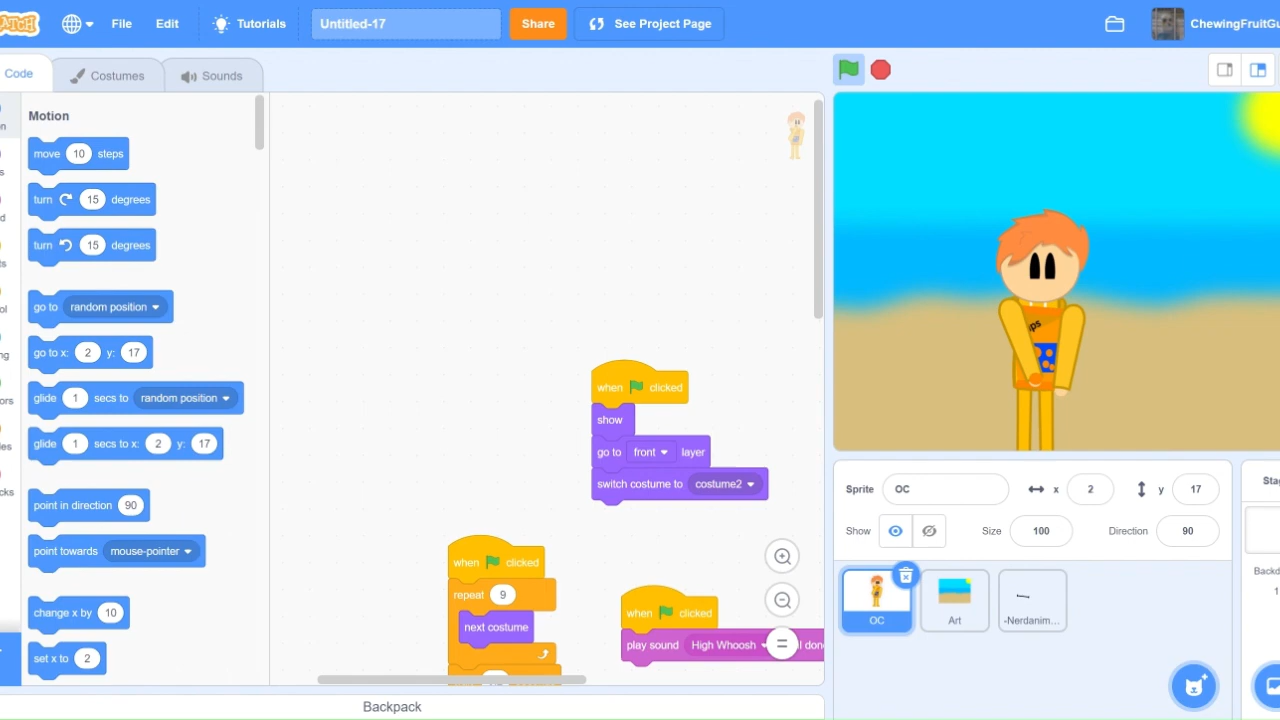 File Edit Tutorials Untitled-17 Share See Project Page ChewingFruitGu
Code Costumes Sounds
Motion
move 10 steps
turn 15 degrees
turn 15 degrees
go to random position
go to x: 2 y: 17
glide 1 secs to random position
glide 1 secs to x: 2 y: 17
point in direction 90
point towards mouse-pointer
change x by 10
set x to 2
when clicked
show
go to front layer
switch costume to costume2
when clicked
repeat 9
next costume
when clicked
play sound High Whoosh
Backpack
ps
Sprite OC x 2 y 17
Show Size 100 Direction 90
OC Art -Nerdanim...
Stag
Backd
1